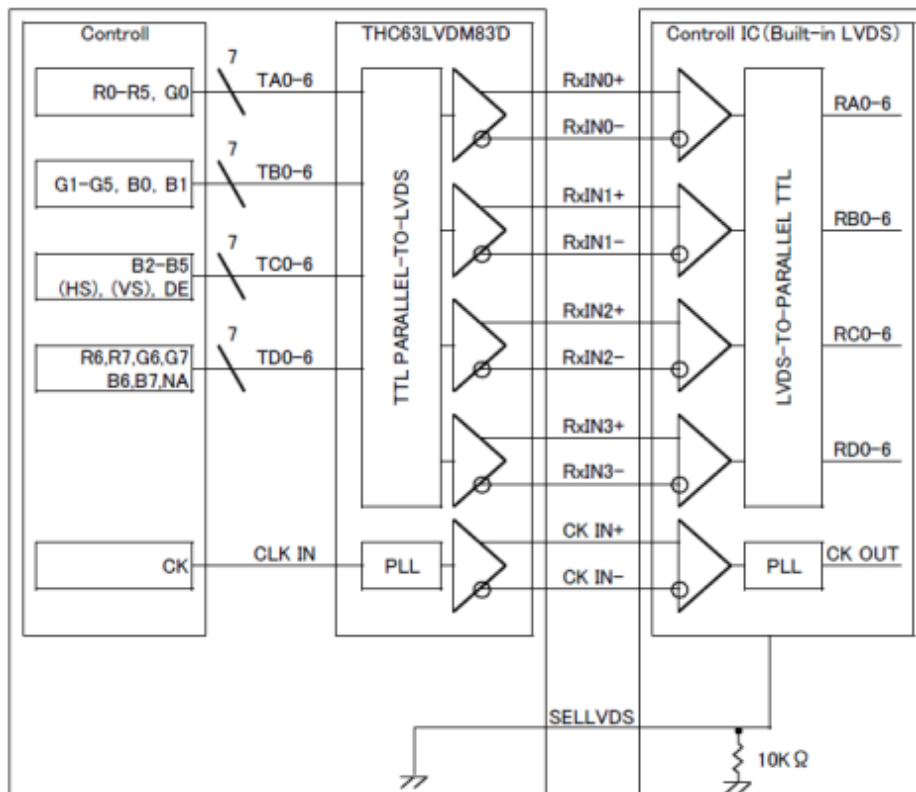 Controll
THC63LVDM83D
Controll IC(Built-in LVDS)
7
R0-R5, G0
TA0-6
RxIN0+
RA0-6
RxIN0-
7
G1-G5, B0, B1
TB0-6
RxIN1+
RB0-6
RxIN1-
7
B2-B5
(HS), (VS), DE
TC0-6
RxIN2+
RC0-6
RxIN2-
7
R6,R7,G6,G7
B6,B7,NA
TD0-6
RxIN3+
RD0-6
RxIN3-
TTL PARALLEL-TO-LVDS
LVDS-TO-PARALLEL TTL
CK
CLK IN
PLL
CK IN+
CK IN-
PLL
CK OUT
SELLVDS
10KΩ